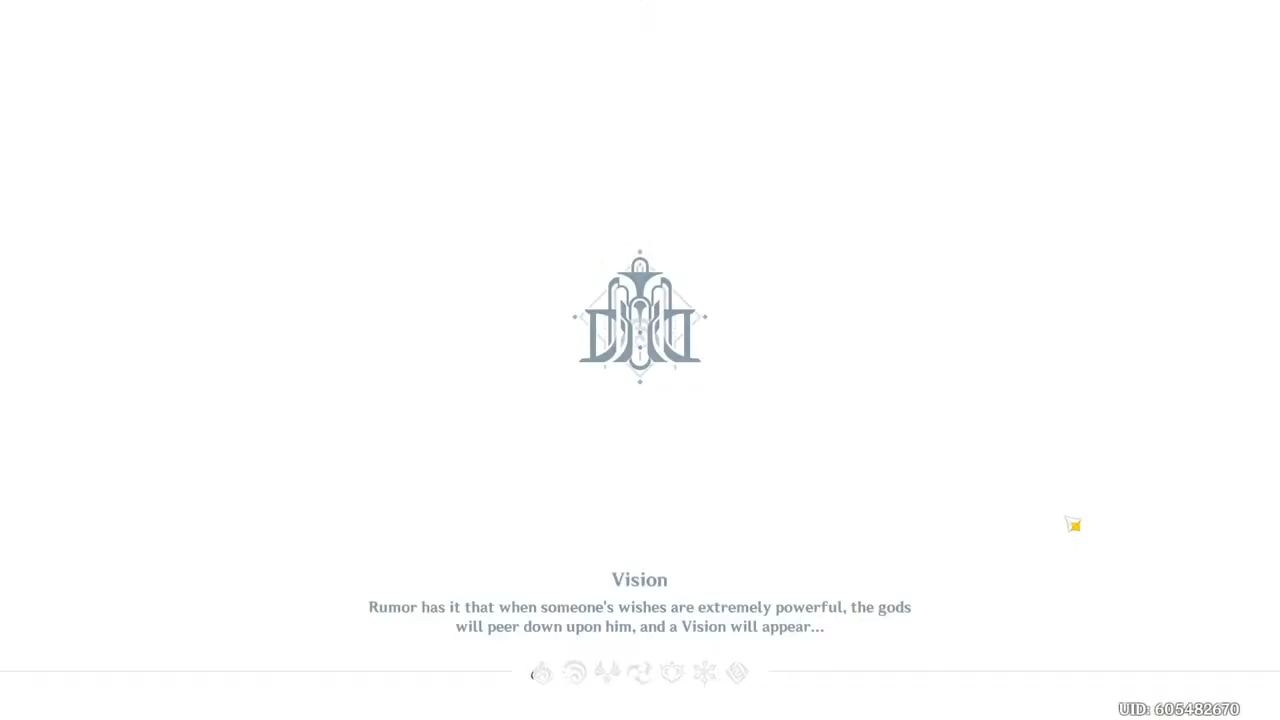 Vision
Rumor has it that when someone's wishes are extremely powerful, the gods
will peer down upon him, and a Vision will appear...
UID: 605482670